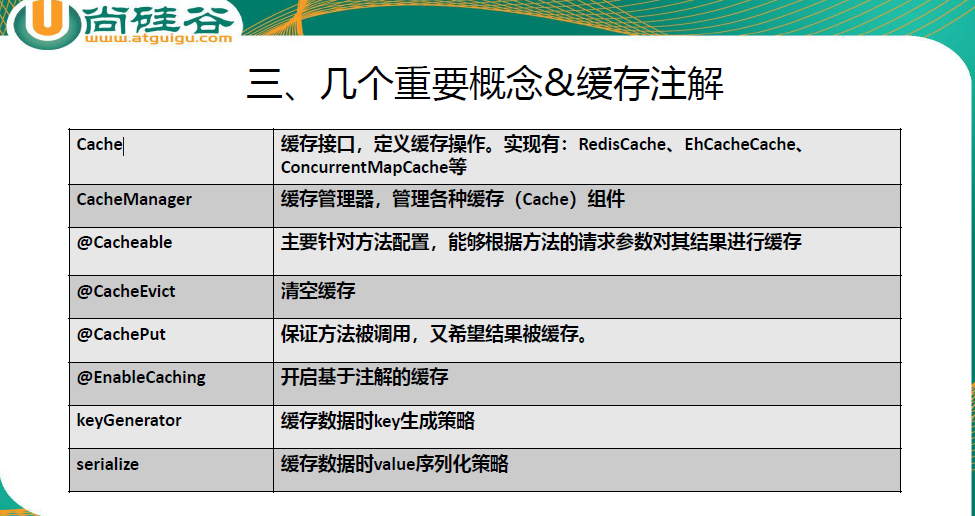 尚硅谷
www.atguigu.com
三、几个重要概念&缓存注解
Cache
缓存接口，定义缓存操作。实现有：RedisCache、EhCacheCache、
ConcurrentMapCache等
CacheManager
缓存管理器，管理各种缓存（Cache）组件
@Cacheable
主要针对方法配置，能够根据方法的请求参数对其结果进行缓存
@CacheEvict
清空缓存
@CachePut
保证方法被调用，又希望结果被缓存。
@EnableCaching
开启基于注解的缓存
keyGenerator
缓存数据时key生成策略
serialize
缓存数据时value序列化策略